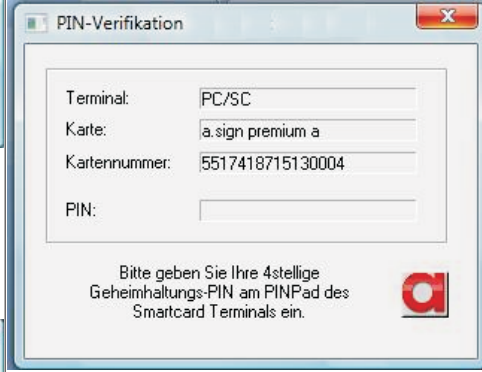 PIN-Verifikation
Terminal: PC/SC
Karte: a.sign premium a
Kartennummer: 5517418715130004
PIN:
Bitte geben Sie Ihre 4stellige
Geheimhaltungs-PIN am PINPad des
Smartcard Terminals ein.
a